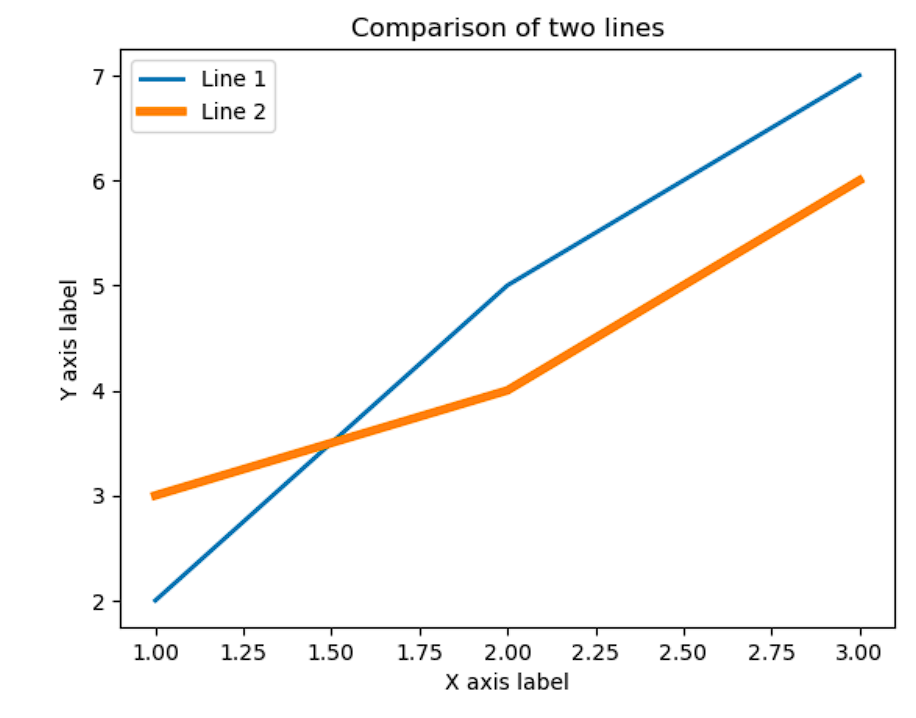 Comparison of two lines
Line 1
Line 2
7
6
5
4
3
2
Y axis label
1.00 1.25 1.50 1.75 2.00 2.25 2.50 2.75 3.00
X axis label